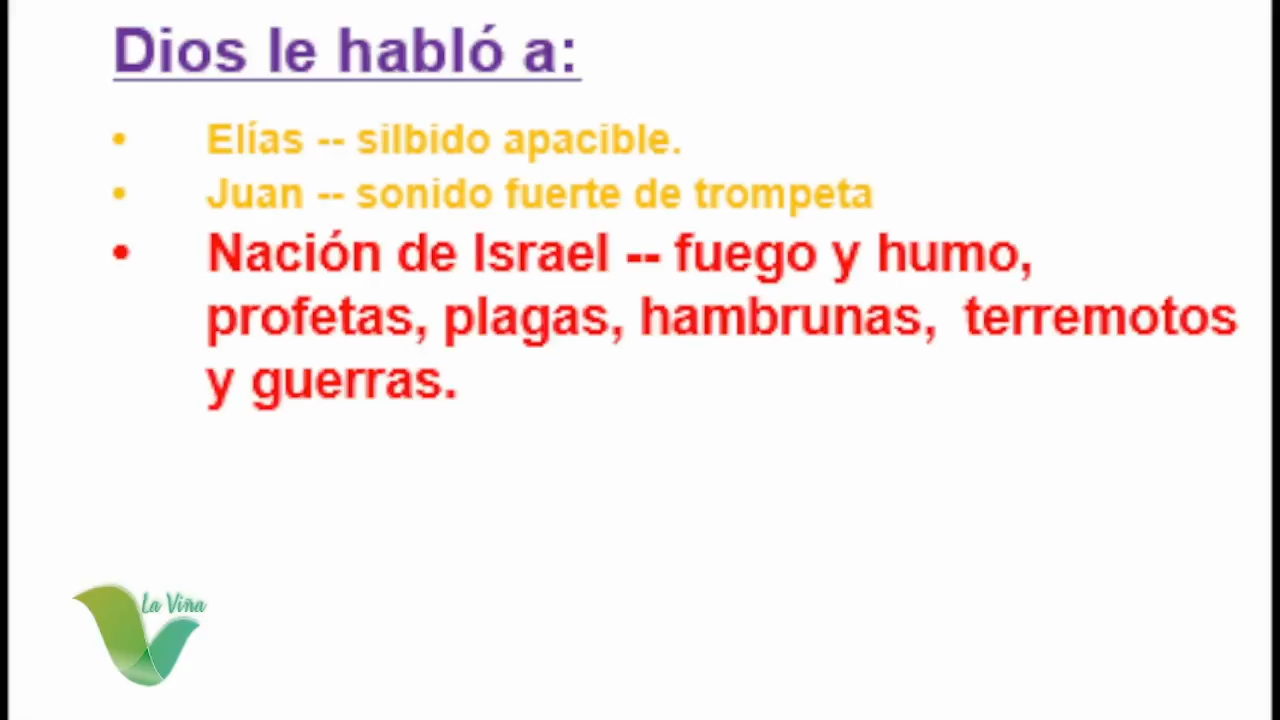 Dios le habló a:
• Elías -- silbido apacible.
• Juan -- sonido fuerte de trompeta
• Nación de Israel -- fuego y humo,
profetas, plagas, hambrunas, terremotos
y guerras.
La Viña